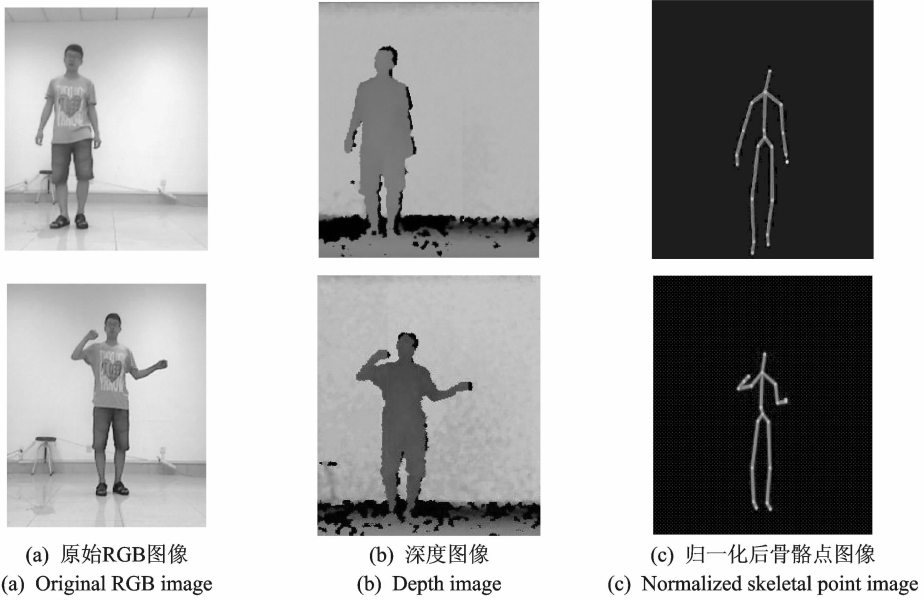 (a) 原始RGB图像
(a) Original RGB image
(b) 深度图像
(b) Depth image
(c) 归一化后骨骼点图像
(c) Normalized skeletal point image